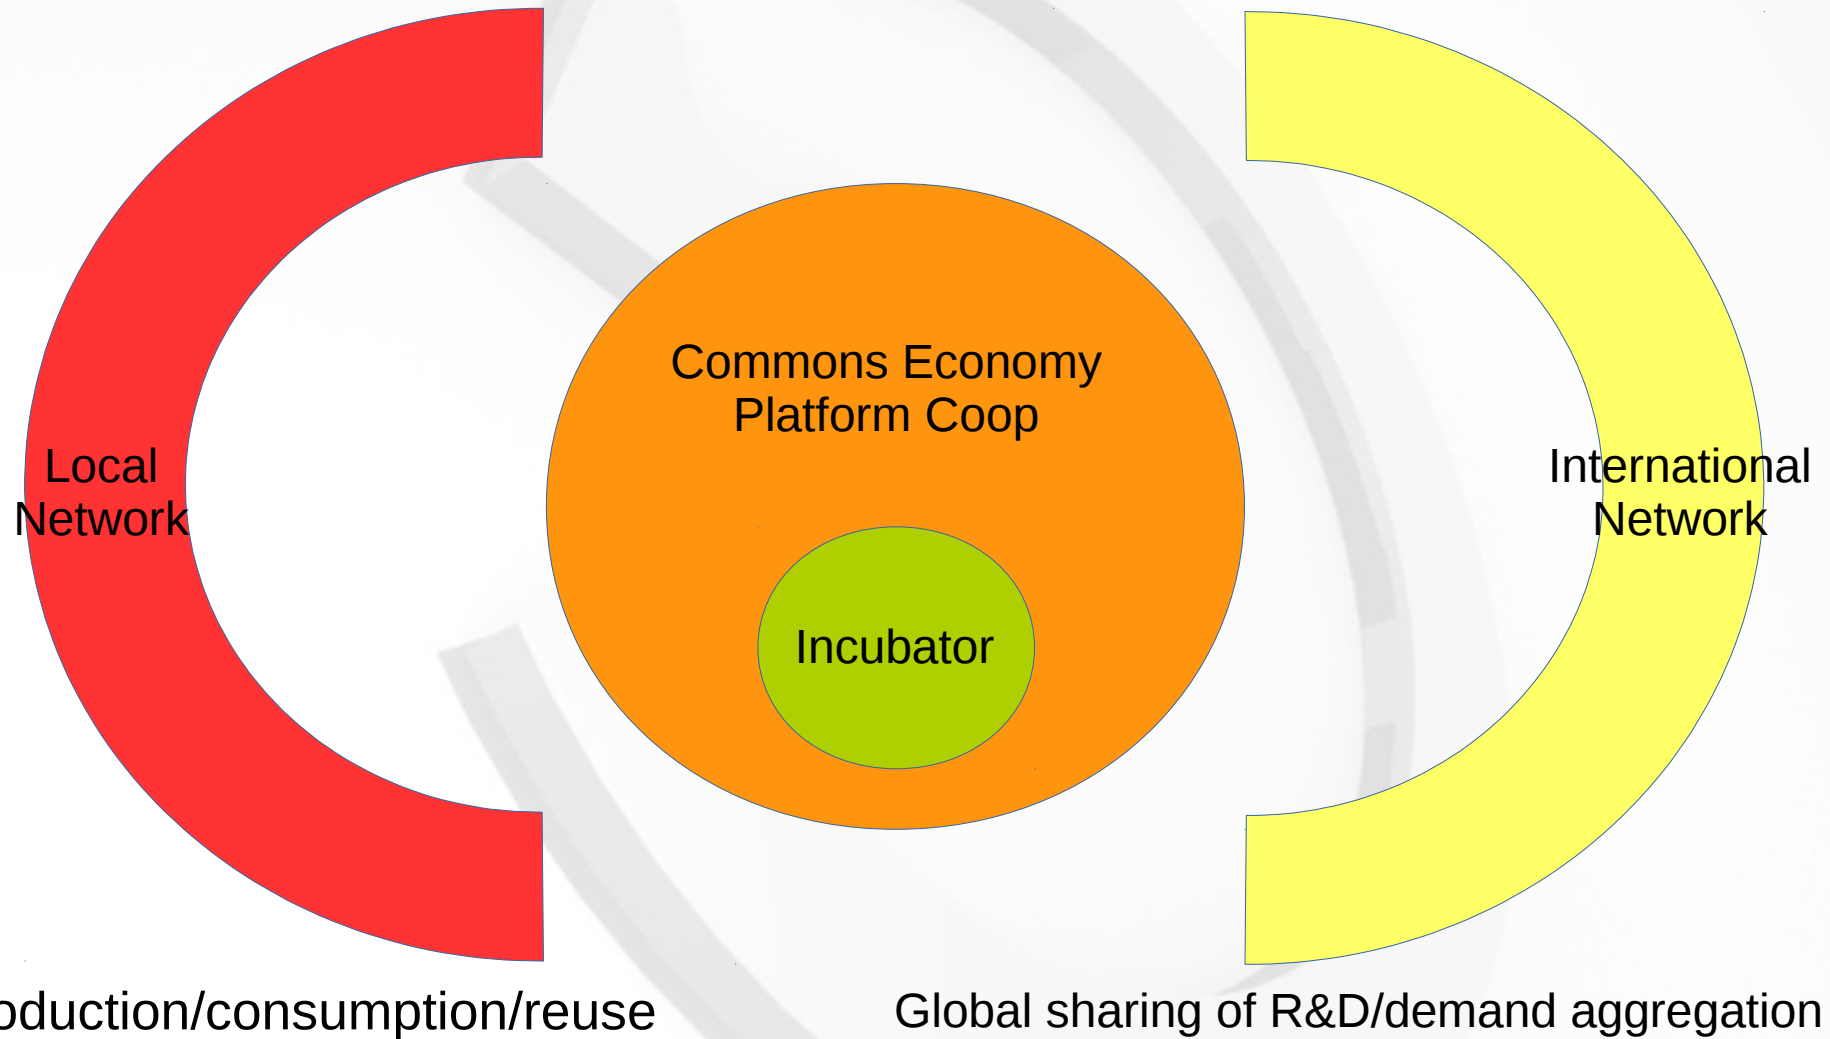 Commons Economy
Platform Coop
Local
Network
International
Network
Incubator
oduction/consumption/reuse
Global sharing of R&D/demand aggregation